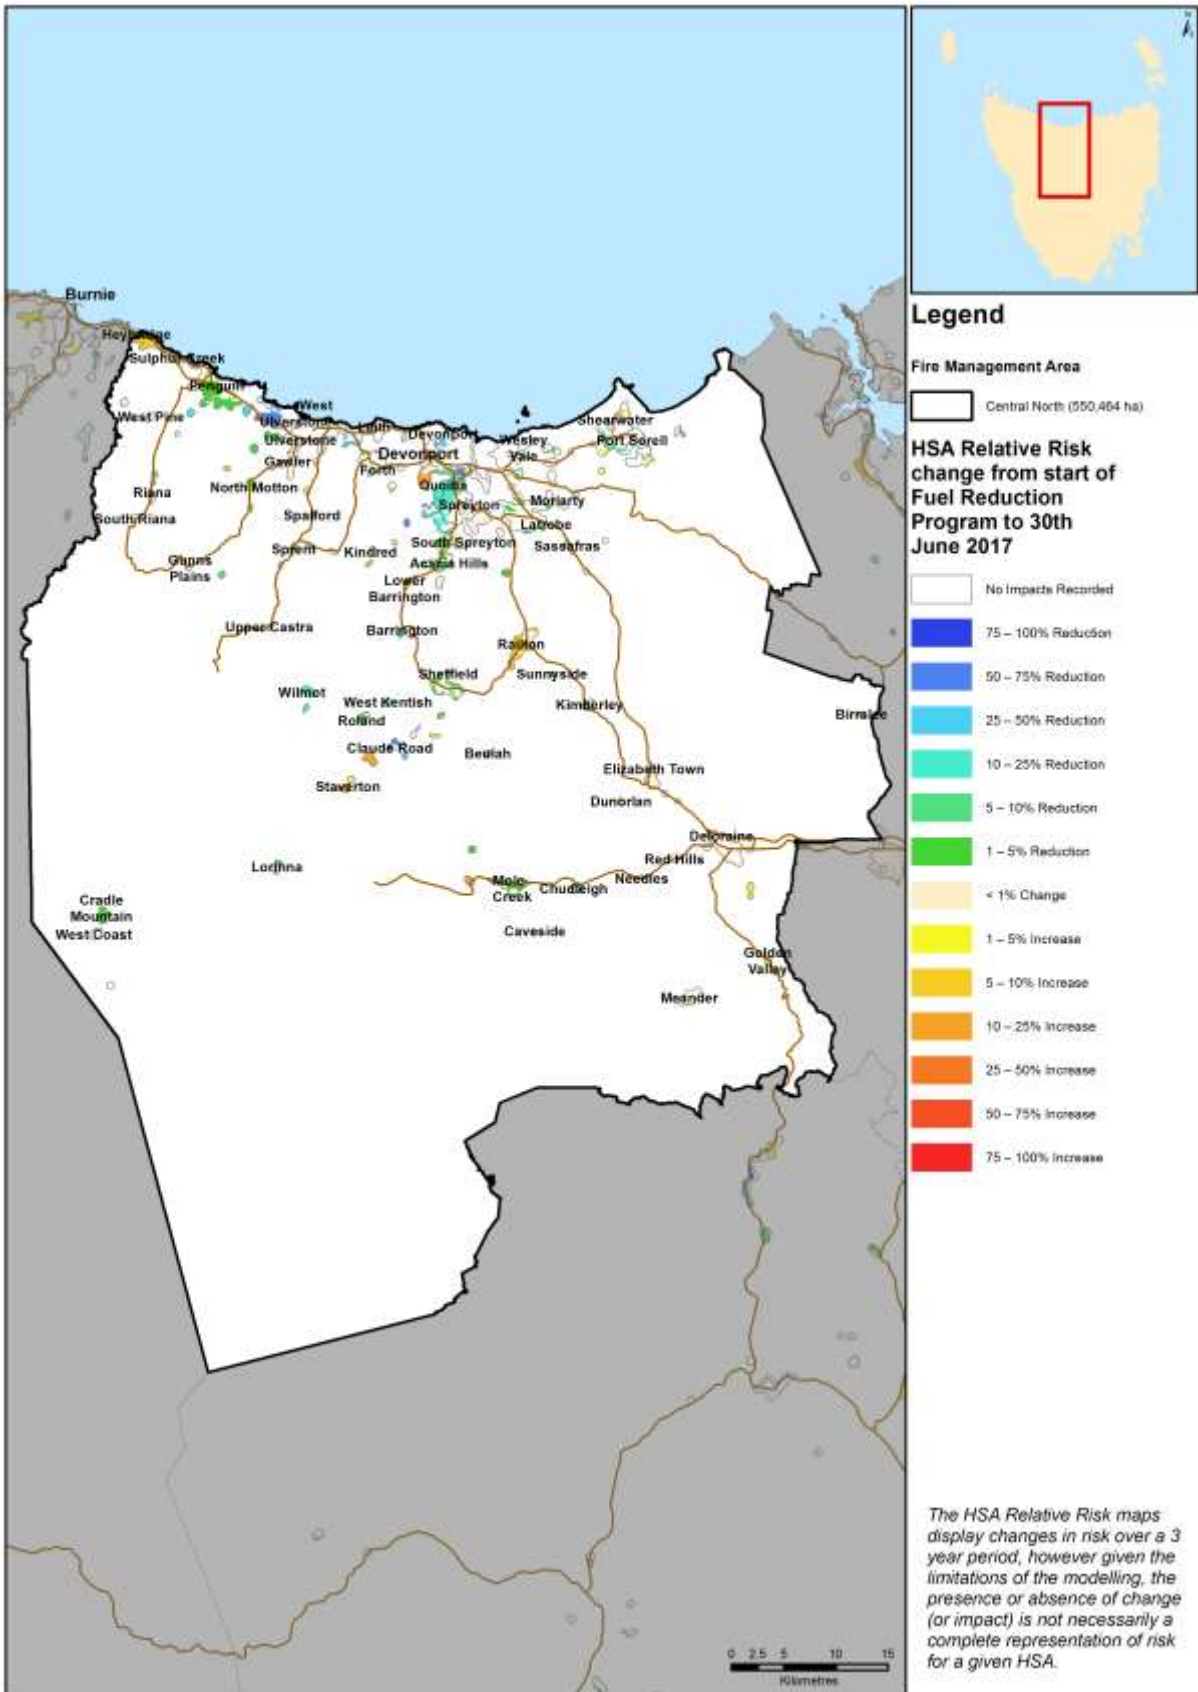 N
Burnie
Heybridge
Sulphur Creek
Penguin
West Pine
West
Ulverstone
Ulverstone
Gawler
Leith
Devonport
Devonport
Forth
Wesley
Vale
Shearwater
Port Sorell
Riana
North Motton
Quoiba
Spreyton
Moriarty
South Riana
Spalford
Latrobe
Sprent
Kindred
South Spreyton
Sassafras
Gunns
Plains
Acacia Hills
Lower
Barrington
Upper Castra
Barrington
Railton
Sheffield
Sunnyside
Wilmot
West Kentish
Kimberley
Roland
Birralee
Claude Road
Beulah
Elizabeth Town
Staverton
Dunorlan
Deloraine
Red Hills
Lorinna
Mole
Creek
Chudleigh
Needles
Cradle
Mountain
West Coast
Caveside
Golden
Valley
Meander
0 2.5 5 10 15
Kilometres
Legend
Fire Management Area
Central North (550,464 ha)
HSA Relative Risk
change from start of
Fuel Reduction
Program to 30th
June 2017
No Impacts Recorded
75 – 100% Reduction
50 – 75% Reduction
25 – 50% Reduction
10 – 25% Reduction
5 – 10% Reduction
1 – 5% Reduction
< 1% Change
1 – 5% Increase
5 – 10% Increase
10 – 25% Increase
25 – 50% Increase
50 – 75% Increase
75 – 100% Increase
The HSA Relative Risk maps
display changes in risk over a 3
year period, however given the
limitations of the modelling, the
presence or absence of change
(or impact) is not necessarily a
complete representation of risk
for a given HSA.